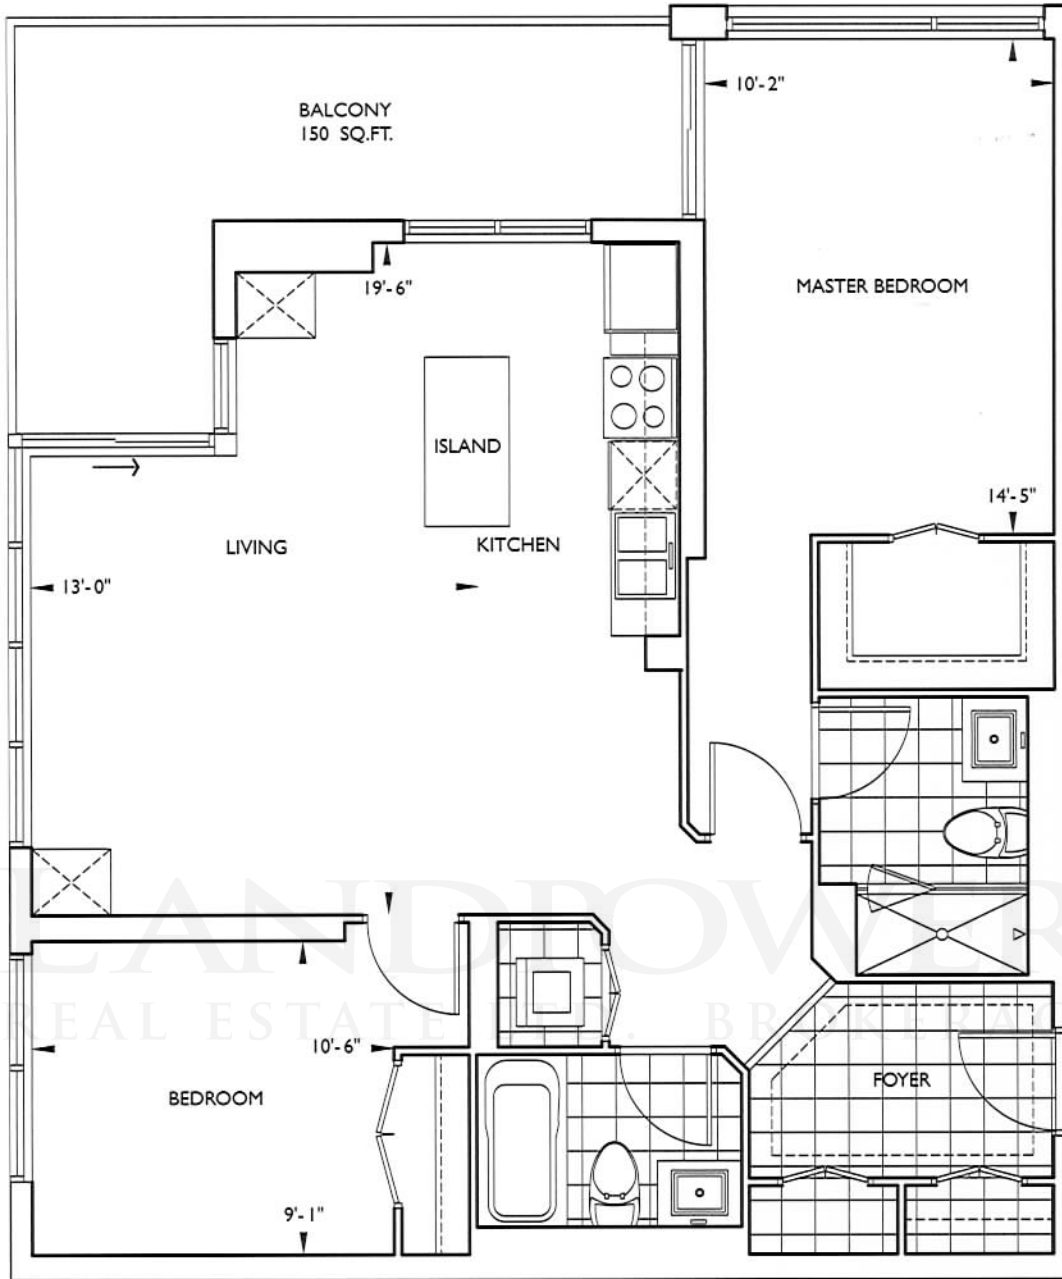 BALCONY
150 SQ.FT.
10'-2"
19'-6"
MASTER BEDROOM
ISLAND
14'-5"
LIVING
KITCHEN
13'-0"
LANDPOWER
REAL ESTATE LTD. BROKERAG
10'-6"
BEDROOM
FOYER
9'-1"